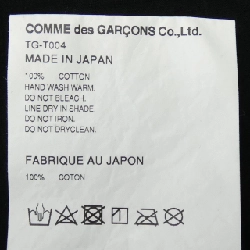 COMME des GARÇONS Co.,Ltd.
TG-T004
MADE IN JAPAN
100% COTTON
HAND WASH WARM.
DO NOT BLEACH.
LINE DRY IN SHADE.
DO NOT IRON.
DO NOT DRYCLEAN.
FABRIQUE AU JAPON
100% COTON